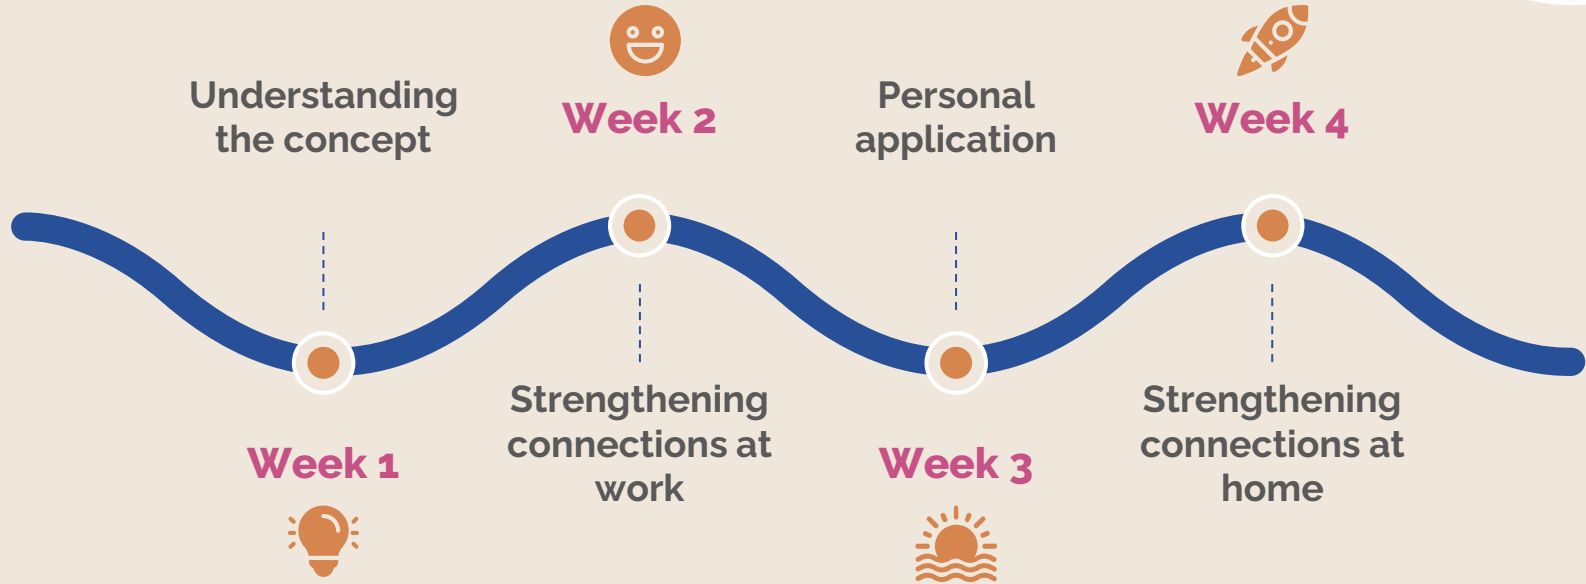 Understanding
the concept
Week 1
Week 2
Strengthening
connections at
work
Personal
application
Week 3
Week 4
Strengthening
connections at
home